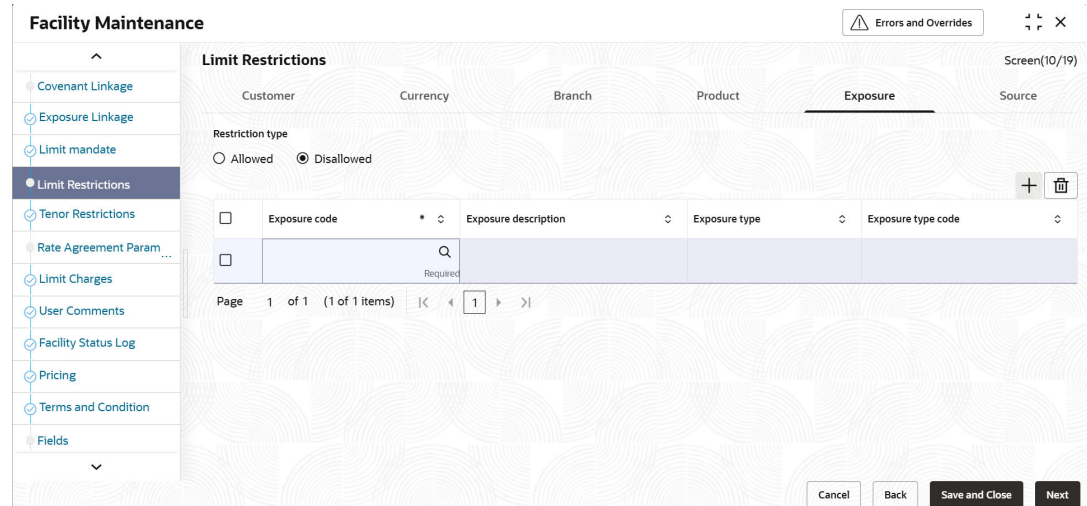 Facility Maintenance
Errors and Overrides
Covenant Linkage
Exposure Linkage
Limit mandate
Limit Restrictions
Tenor Restrictions
Rate Agreement Param...
Limit Charges
User Comments
Facility Status Log
Pricing
Terms and Condition
Fields
Limit Restrictions
Screen(10/19)
Customer Currency Branch Product Exposure Source
Restriction type
Allowed Disallowed
Exposure code * Exposure description Exposure type Exposure type code
Required
Page 1 of 1 (1 of 1 items) 1
Cancel Back Save and Close Next